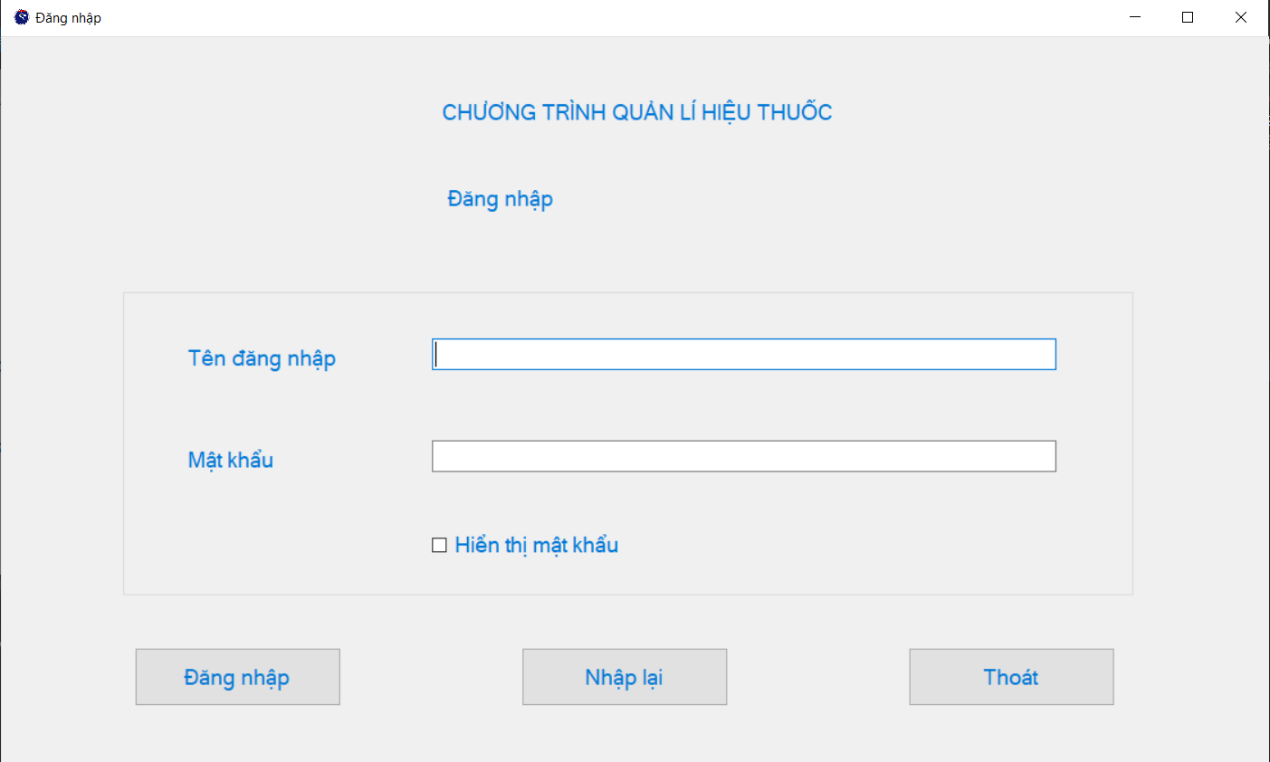 Đăng nhập
CHƯƠNG TRÌNH QUẢN LÍ HIỆU THUỐC
Đăng nhập
Tên đăng nhập
Mật khẩu
Hiển thị mật khẩu
Đăng nhập
Nhập lại
Thoát